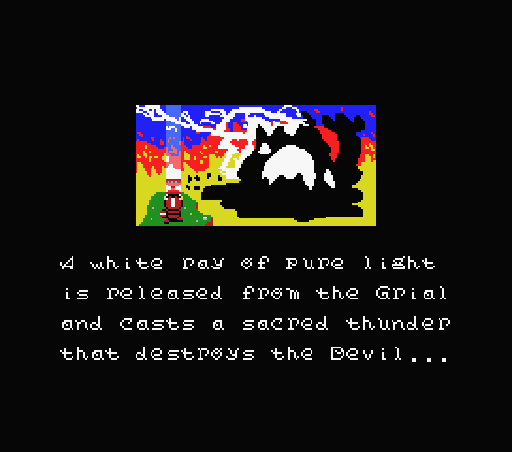 A white ray of pure light
is released from the Grial
and casts a sacred thunder
that destroys the Devil...